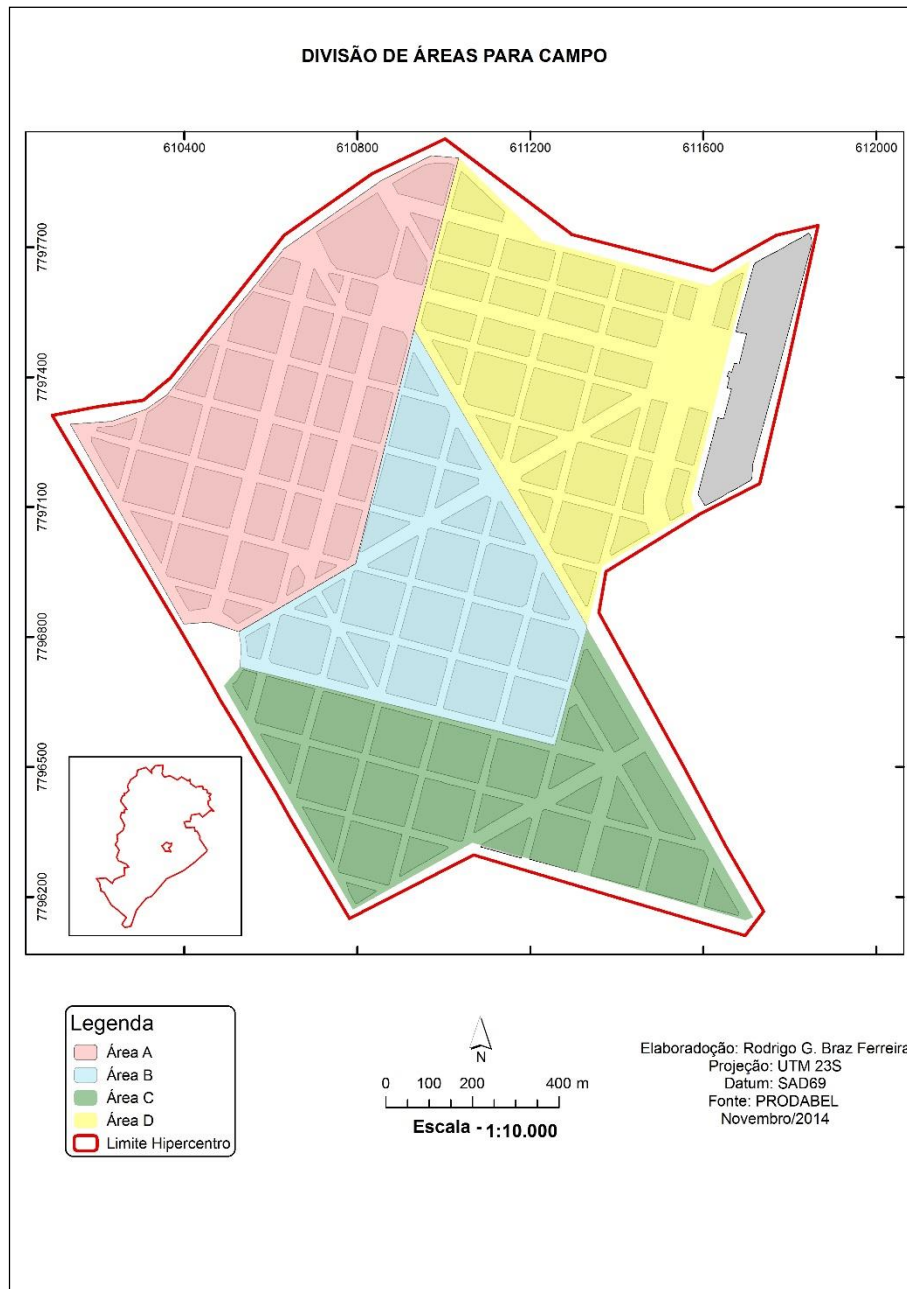 DIVISÃO DE ÁREAS PARA CAMPO
610400 610800 611200 611600 612000
7797700
7797400
7797100
7796800
7796500
7796200
Legenda
Área A
Área B
Área C
Área D
Limite Hipercentro
N
0 100 200 400 m
Escala - 1:10.000
Elaboradoção: Rodrigo G. Braz Ferreira
Projeção: UTM 23S
Datum: SAD69
Fonte: PRODABEL
Novembro/2014